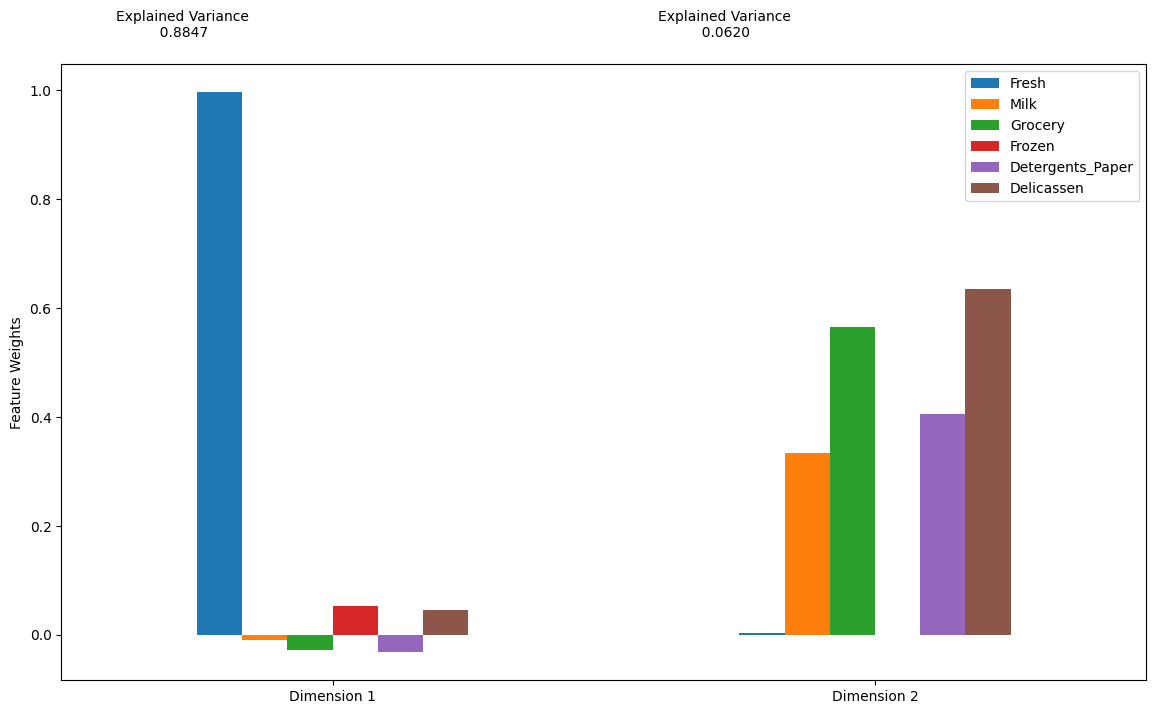 Explained Variance
0.8847
Explained Variance
0.0620
Fresh
Milk
Grocery
Frozen
Detergents_Paper
Delicassen
Feature Weights
1.0
0.8
0.6
0.4
0.2
0.0
Dimension 1
Dimension 2